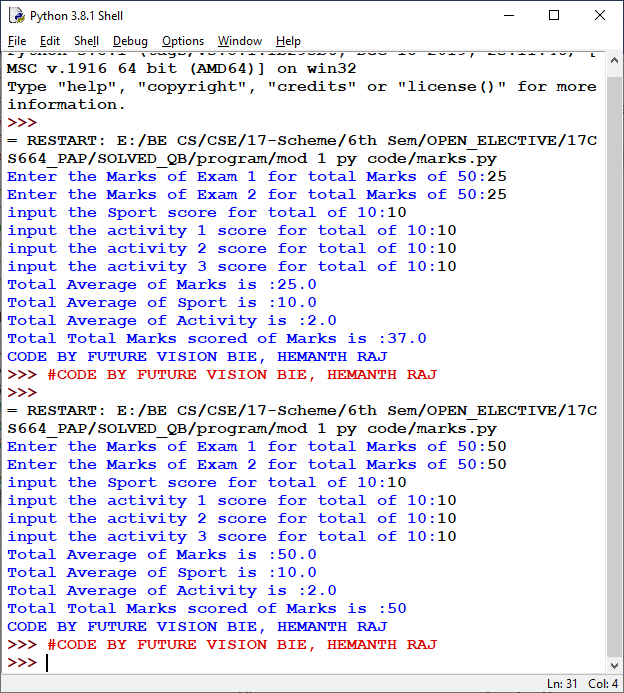 Python 3.8.1 Shell
File Edit Shell Debug Options Window Help
MSC v.1916 64 bit (AMD64)] on win32
Type "help", "copyright", "credits" or "license()" for more
information.
>>>
= RESTART: E:/BE CS/CSE/17-Scheme/6th Sem/OPEN_ELECTIVE/17C
S664_PAP/SOLVED_QB/program/mod 1 py code/marks.py
Enter the Marks of Exam 1 for total Marks of 50:25
Enter the Marks of Exam 2 for total Marks of 50:25
input the Sport score for total of 10:10
input the activity 1 score for total of 10:10
input the activity 2 score for total of 10:10
input the activity 3 score for total of 10:10
Total Average of Marks is :25.0
Total Average of Sport is :10.0
Total Average of Activity is :2.0
Total Total Marks scored of Marks is :37.0
CODE BY FUTURE VISION BIE, HEMANTH RAJ
>>> #CODE BY FUTURE VISION BIE, HEMANTH RAJ
>>>
= RESTART: E:/BE CS/CSE/17-Scheme/6th Sem/OPEN_ELECTIVE/17C
S664_PAP/SOLVED_QB/program/mod 1 py code/marks.py
Enter the Marks of Exam 1 for total Marks of 50:50
Enter the Marks of Exam 2 for total Marks of 50:50
input the Sport score for total of 10:10
input the activity 1 score for total of 10:10
input the activity 2 score for total of 10:10
input the activity 3 score for total of 10:10
Total Average of Marks is :50.0
Total Average of Sport is :10.0
Total Average of Activity is :2.0
Total Total Marks scored of Marks is :50
CODE BY FUTURE VISION BIE, HEMANTH RAJ
>>> #CODE BY FUTURE VISION BIE, HEMANTH RAJ
>>>
Ln: 31 Col: 4